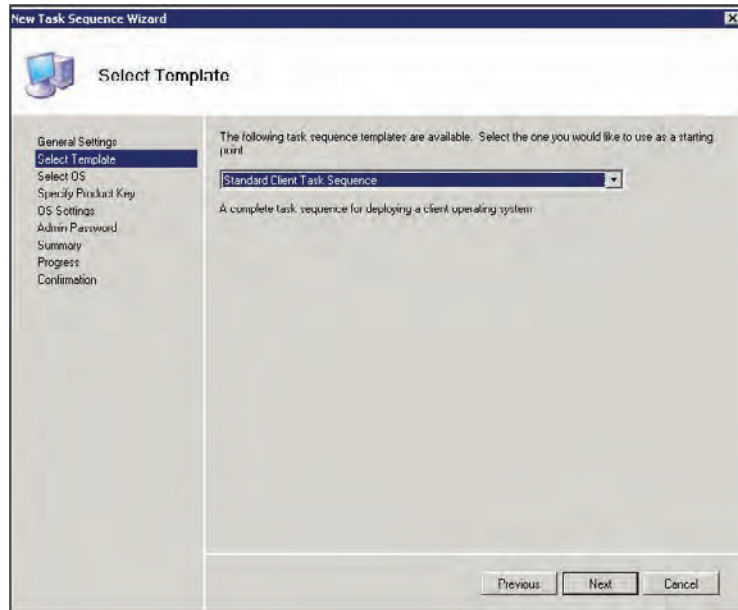 New Task Sequence Wizard
Select Template
General Settings
Select Template
Select OS
Specify Product Key
OS Settings
Admin Password
Summary
Progress
Confirmation
The following task sequence templates are available. Select the one you would like to use as a starting
point
Standard Client Task Sequence
A complete task sequence for deploying a client operating system
Previous
Next
Cancel